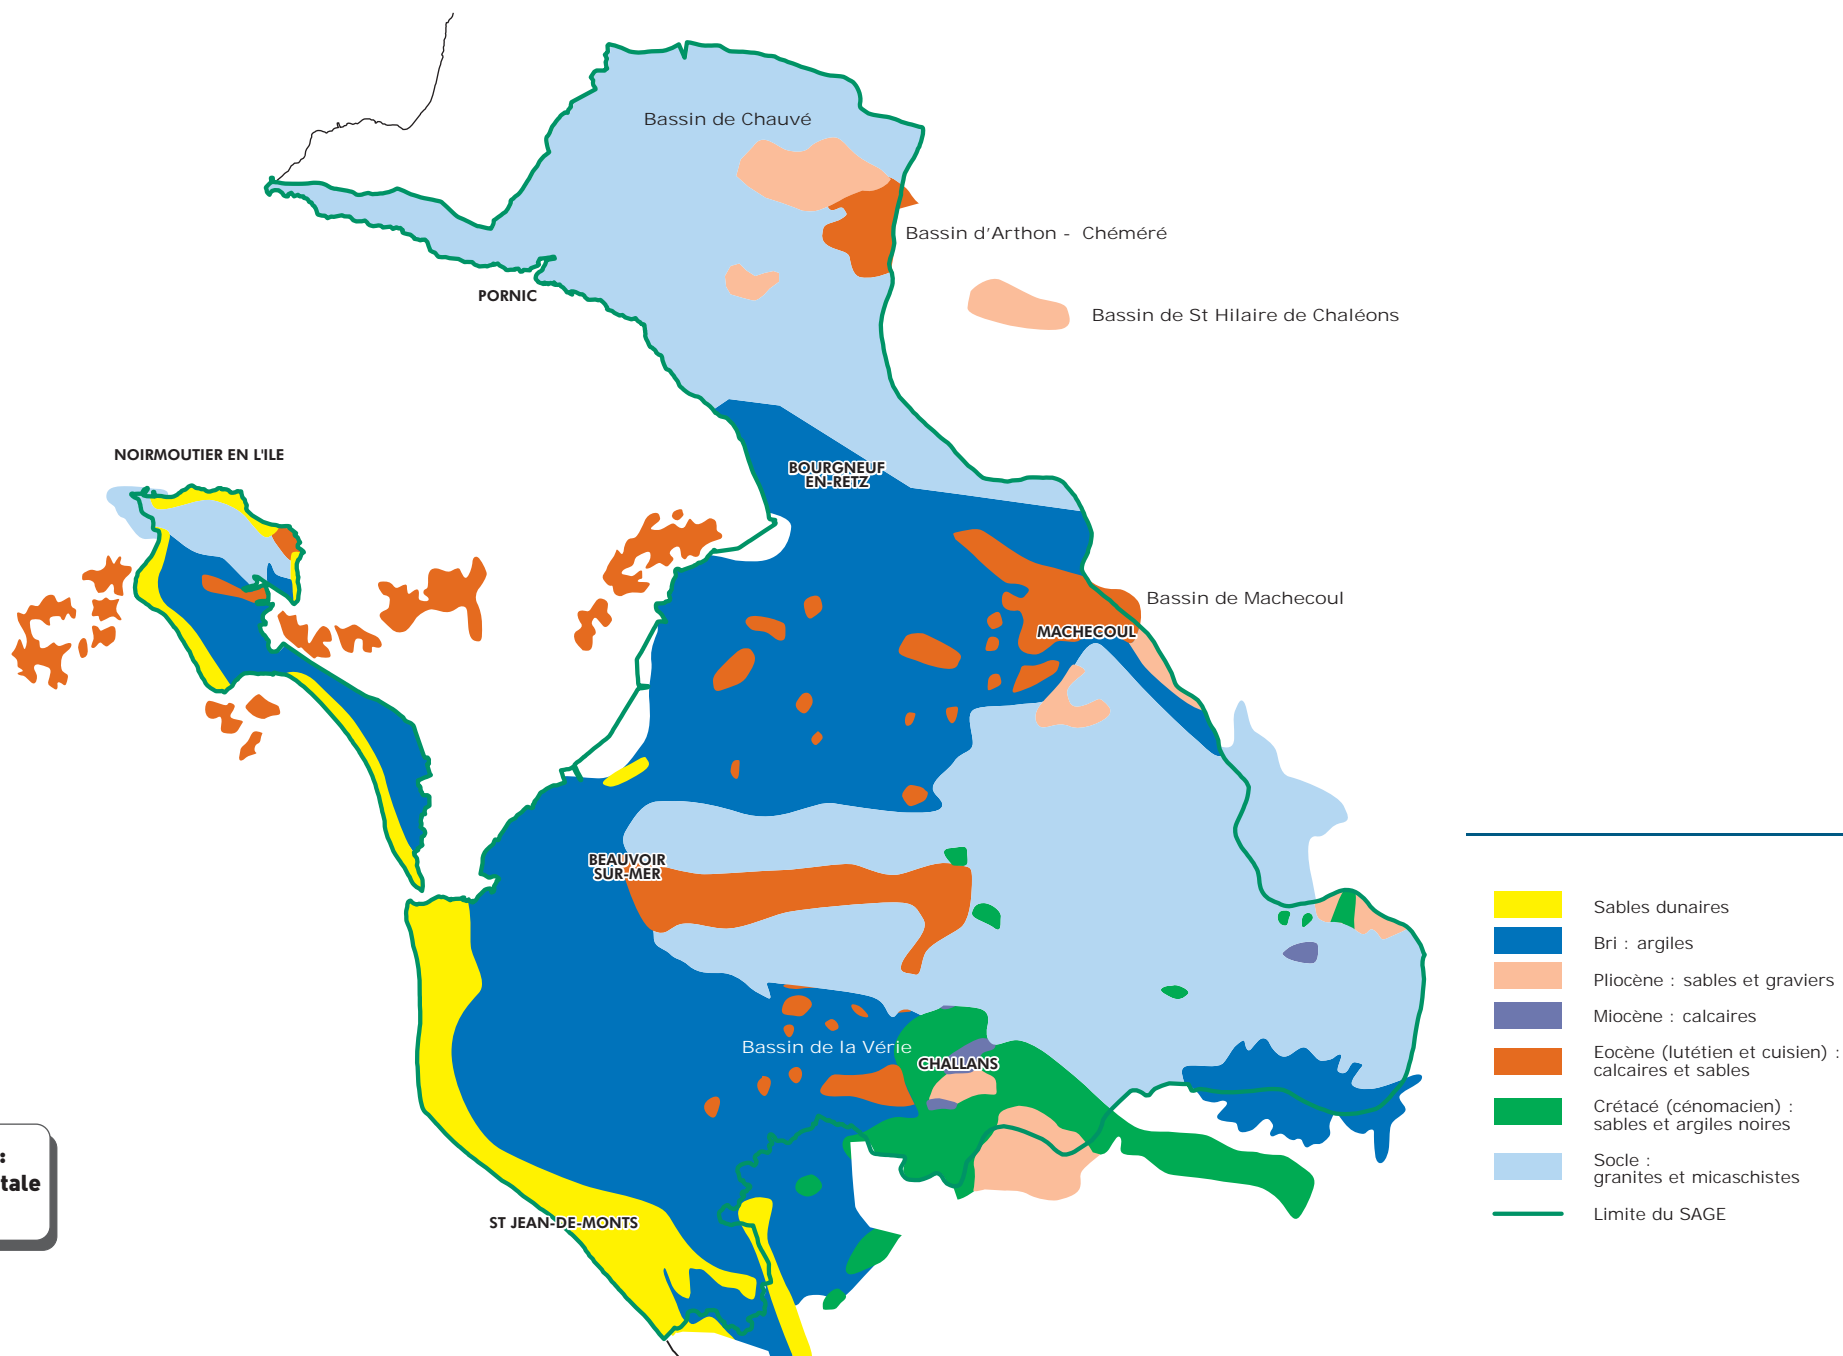 Bassin de Chauvé
Bassin d'Arthon - Chéméré
PORNIC
Bassin de St Hilaire de Chaléons
NOIRMOUTIER EN L'ILE
BOURGNEUF
EN-RETZ
Bassin de Machecoul
MACHECOUL
BEAUVOIR
SUR-MER
Bassin de la Vérie
CHALLANS
ST JEAN-DE-MONTS
:
tale
Sables dunaires
Bri : argiles
Pliocène : sables et graviers
Miocène : calcaires
Eocène (lutétien et cuisien) :
calcaires et sables
Crétacé (cénomacien) :
sables et argiles noires
Socle :
granites et micaschistes
Limite du SAGE